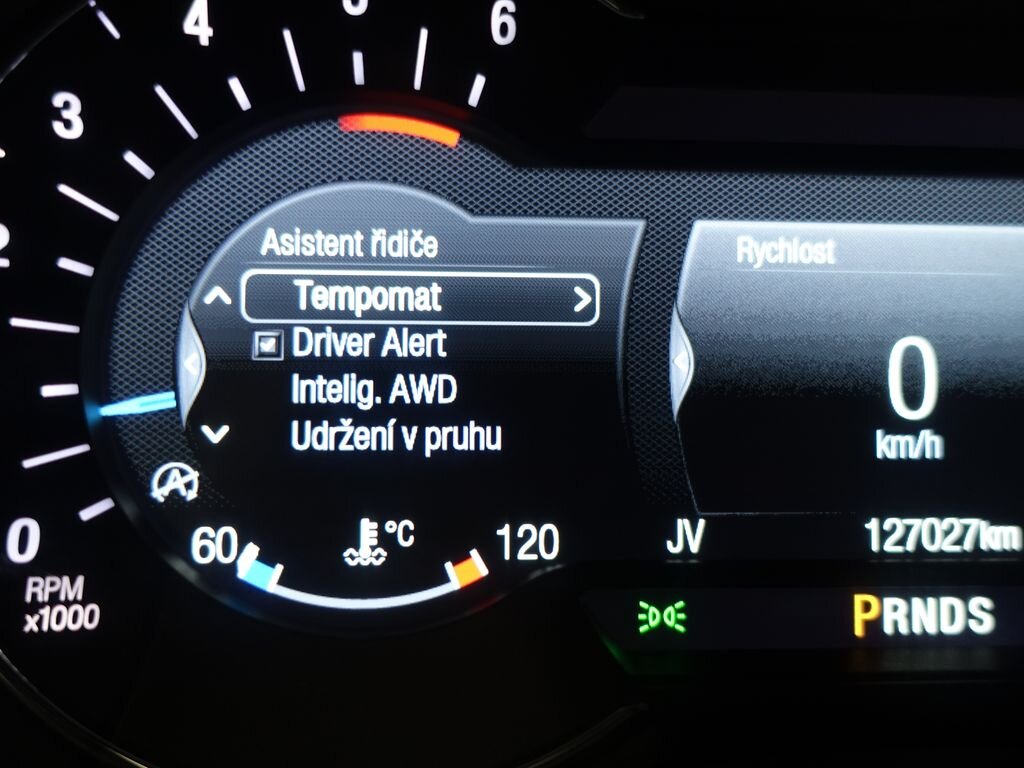 6
4
3
Asistent řidiče
Tempomat
Driver Alert
Intelig. AWD
Udržení v pruhu
Rychlost
0
km/h
0
RPM
x1000
60
°C
120
JV
127027km
PRNDS